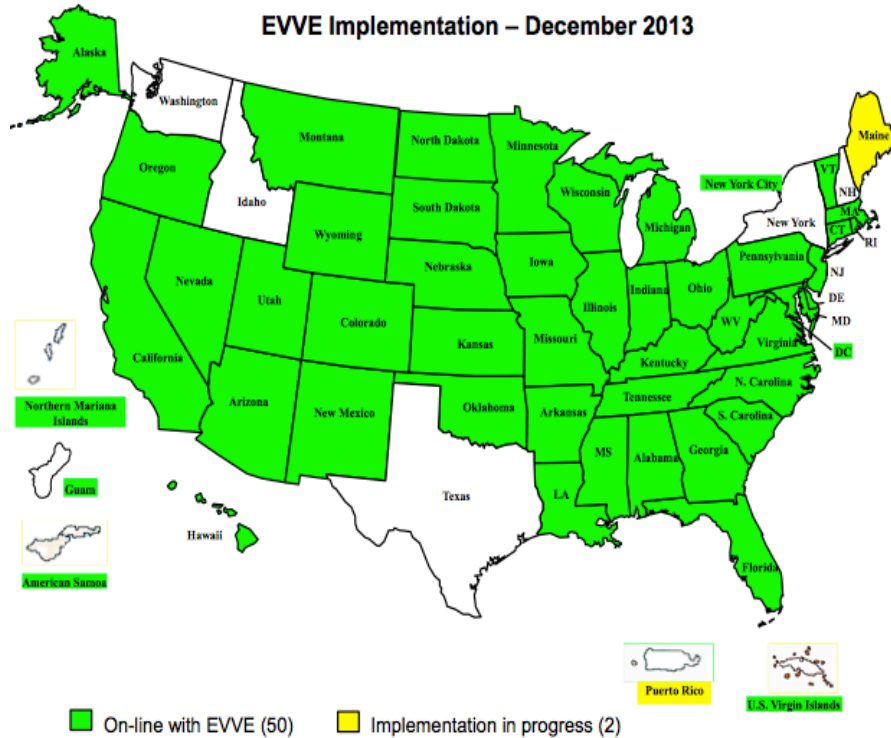 EVVE Implementation – December 2013
Alaska
Washington
Montana
North Dakota
Minnesota
Maine
Oregon
Idaho
Wisconsin
New York City
VT
NH
South Dakota
Michigan
MA
New York
Wyoming
CT
RI
Nebraska
Iowa
Pennsylvania
NJ
Nevada
Utah
Illinois
Indiana
Ohio
DE
Colorado
MD
WV
Kansas
Missouri
Virginia
DC
California
Kentucky
N. Carolina
Arizona
Oklahoma
Tennessee
New Mexico
Arkansas
S. Carolina
Northern Mariana
Islands
MS
Alabama
Georgia
Guam
Texas
LA
Hawaii
Florida
American Samoa
Puerto Rico
U.S. Virgin Islands
On-line with EVVE (50)
Implementation in progress (2)